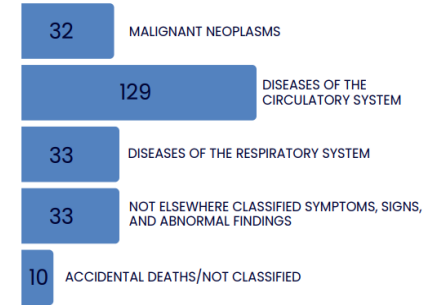 32 MALIGNANT NEOPLASMS
129 DISEASES OF THE
CIRCULATORY SYSTEM
33 DISEASES OF THE RESPIRATORY SYSTEM
33 NOT ELSEWHERE CLASSIFIED SYMPTOMS, SIGNS,
AND ABNORMAL FINDINGS
10 ACCIDENTAL DEATHS/NOT CLASSIFIED